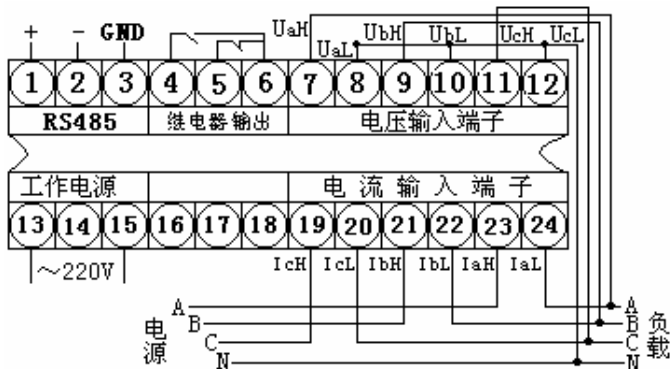 + − GND UaH UaL UbH UbL UcH UcL
1 2 3 4 5 6 7 8 9 10 11 12
RS485 继电器输出 电压输入端子
工作电源 电流输入端子
13 14 15 16 17 18 19 20 21 22 23 24
～220V IcH IcL IbH IbL IaH IaL
A A
B B
C C
N N
电源 负载